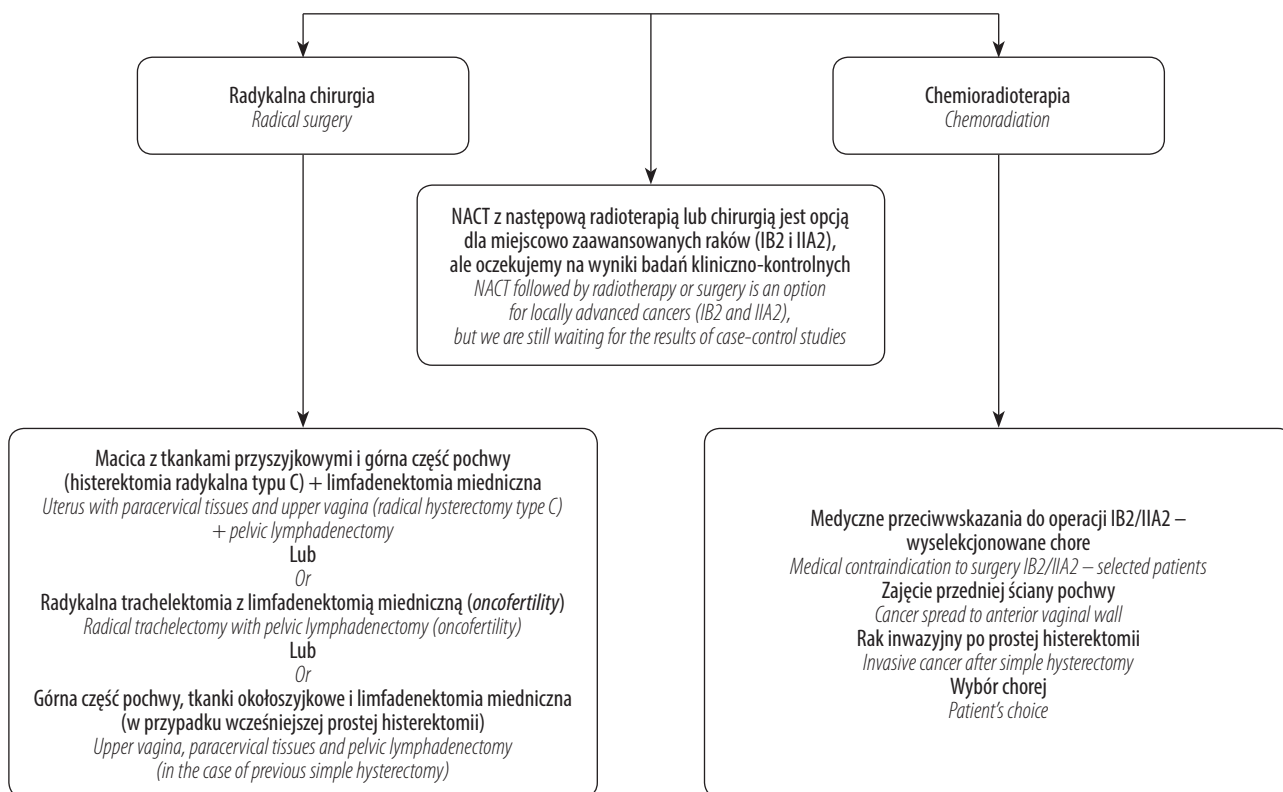 Radykalna chirurgia
Radical surgery
Chemioradioterapia
Chemoradiation
NACT z następową radioterapią lub chirurgią jest opcją
dla miejscowo zaawansowanych raków (IB2 i IIA2),
ale oczekujemy na wyniki badań kliniczno-kontrolnych
NACT followed by radiotherapy or surgery is an option
for locally advanced cancers (IB2 and IIA2),
but we are still waiting for the results of case-control studies
Macica z tkankami przyszyjkowymi i górna część pochwy
(histerektomia radykalna typu C) + limfadenektomia miedniczna
Uterus with paracervical tissues and upper vagina (radical hysterectomy type C)
+ pelvic lymphadenectomy
Lub
Or
Radykalna trachelektomia z limfadenektomią miedniczną (oncofertility)
Radical trachelectomy with pelvic lymphadenectomy (oncofertility)
Lub
Or
Górna część pochwy, tkanki okołoszyjkowe i limfadenektomia miedniczna
(w przypadku wcześniejszej prostej histerektomii)
Upper vagina, paracervical tissues and pelvic lymphadenectomy
(in the case of previous simple hysterectomy)
Medyczne przeciwwskazania do operacji IB2/IIA2 –
wyselekcjonowane chore
Medical contraindication to surgery IB2/IIA2 – selected patients
Zajęcie przedniej ściany pochwy
Cancer spread to anterior vaginal wall
Rak inwazyjny po prostej histerektomii
Invasive cancer after simple hysterectomy
Wybór chorej
Patient's choice